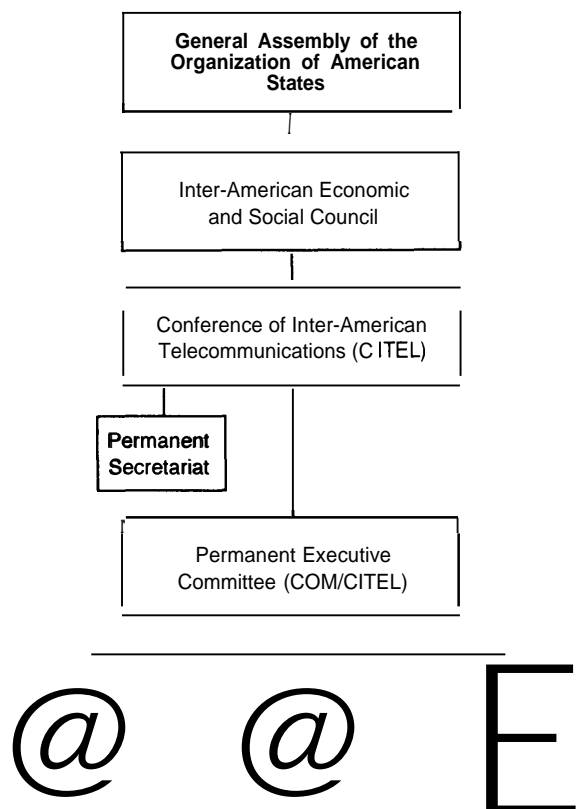 General Assembly of the
Organization of American
States
Inter-American Economic
and Social Council
Conference of Inter-American
Telecommunications (CITEL)
Permanent
Secretariat
Permanent Executive
Committee (COM/CITEL)
@ @ E